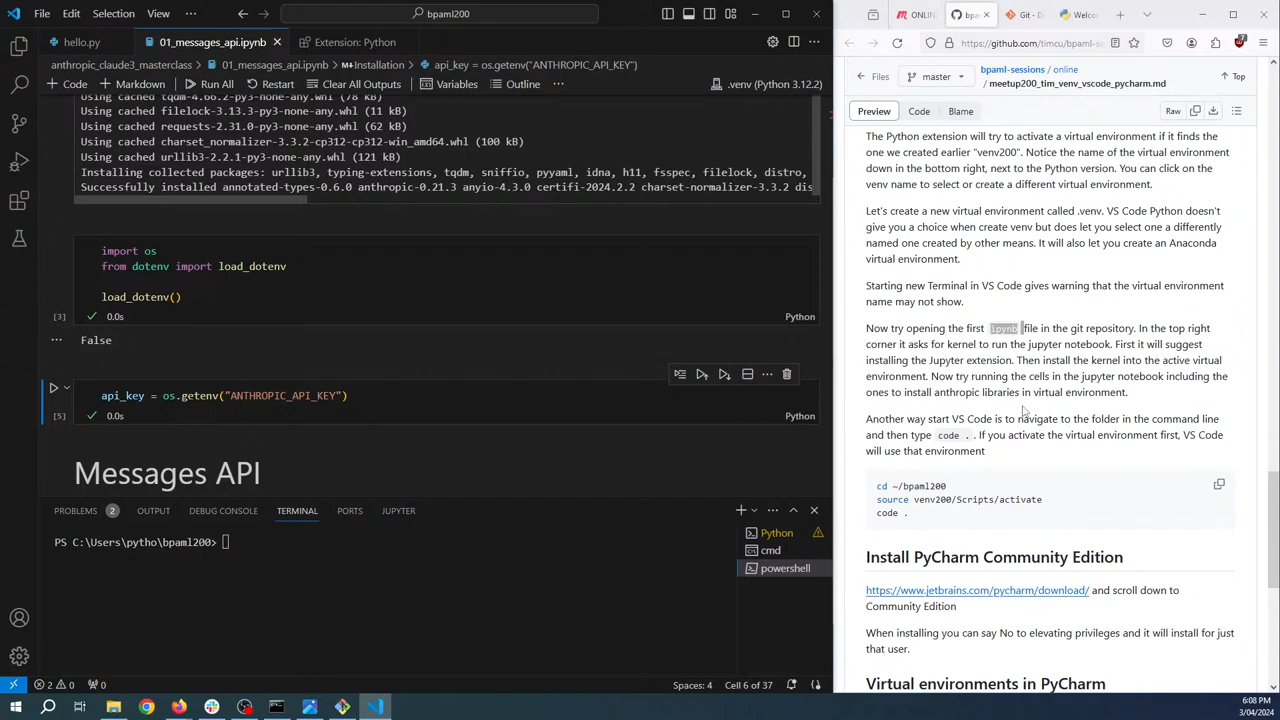 File Edit Selection View ··· bpaml200
hello.py 01_messages_api.ipynb Extension: Python
anthropic_claude3_masterclass > 01_messages_api.ipynb > Installation > api_key = os.getenv("ANTHROPIC_API_KEY")
+ Code + Markdown Run All Restart Clear All Outputs Variables Outline ··· .venv (Python 3.12.2)
Using cached tqdm-4.66.2-py3-none-any.whl (78 kB)
Using cached filelock-3.13.3-py3-none-any.whl (11 kB)
Using cached requests-2.31.0-py3-none-any.whl (62 kB)
Using cached charset_normalizer-3.3.2-cp312-cp312-win_amd64.whl (100 kB)
Using cached urllib3-2.2.1-py3-none-any.whl (121 kB)
Installing collected packages: urllib3, typing-extensions, tqdm, sniffio, pyyaml, idna, h11, fsspec, filelock, distro,
Successfully installed annotated-types-0.6.0 anthropic-0.21.3 anyio-4.3.0 certifi-2024.2.2 charset-normalizer-3.3.2 dis
import os
from dotenv import load_dotenv
load_dotenv()
[3] 0.0s Python
··· False
api_key = os.getenv("ANTHROPIC_API_KEY")
[5] 0.0s Python
Messages API
PROBLEMS 2 OUTPUT DEBUG CONSOLE TERMINAL PORTS JUPYTER
PS C:\Users\pytho\bpaml200>
Python
cmd
powershell
2 0 0 Spaces: 4 Cell 6 of 37
ONLINE bpaml Git - D Welco
https://github.com/timcu/bpaml-se
Files master bpaml-sessions / online / meetup200_tim_venv_vscode_pycharm.md Top
Preview Code Blame Raw
The Python extension will try to activate a virtual environment if it finds the
one we created earlier "venv200". Notice the name of the virtual environment
down in the bottom right, next to the Python version. You can click on the
venv name to select or create a different virtual environment.
Let's create a new virtual environment called .venv. VS Code Python doesn't
give you a choice when create venv but does let you select one a differently
named one created by other means. It will also let you create an Anaconda
virtual environment.
Starting new Terminal in VS Code gives warning that the virtual environment
name may not show.
Now try opening the first ipynb file in the git repository. In the top right
corner it asks for kernel to run the jupyter notebook. First it will suggest
installing the Jupyter extension. Then install the kernel into the active virtual
environment. Now try running the cells in the jupyter notebook including the
ones to install anthropic libraries in virtual environment.
Another way start VS Code is to navigate to the folder in the command line
and then type code . . If you activate the virtual environment first, VS Code
will use that environment
cd ~/bpaml200
source venv200/Scripts/activate
code .
Install PyCharm Community Edition
https://www.jetbrains.com/pycharm/download/ and scroll down to
Community Edition
When installing you can say No to elevating privileges and it will install for just
that user.
Virtual environments in PyCharm
6:08 PM
3/04/2024